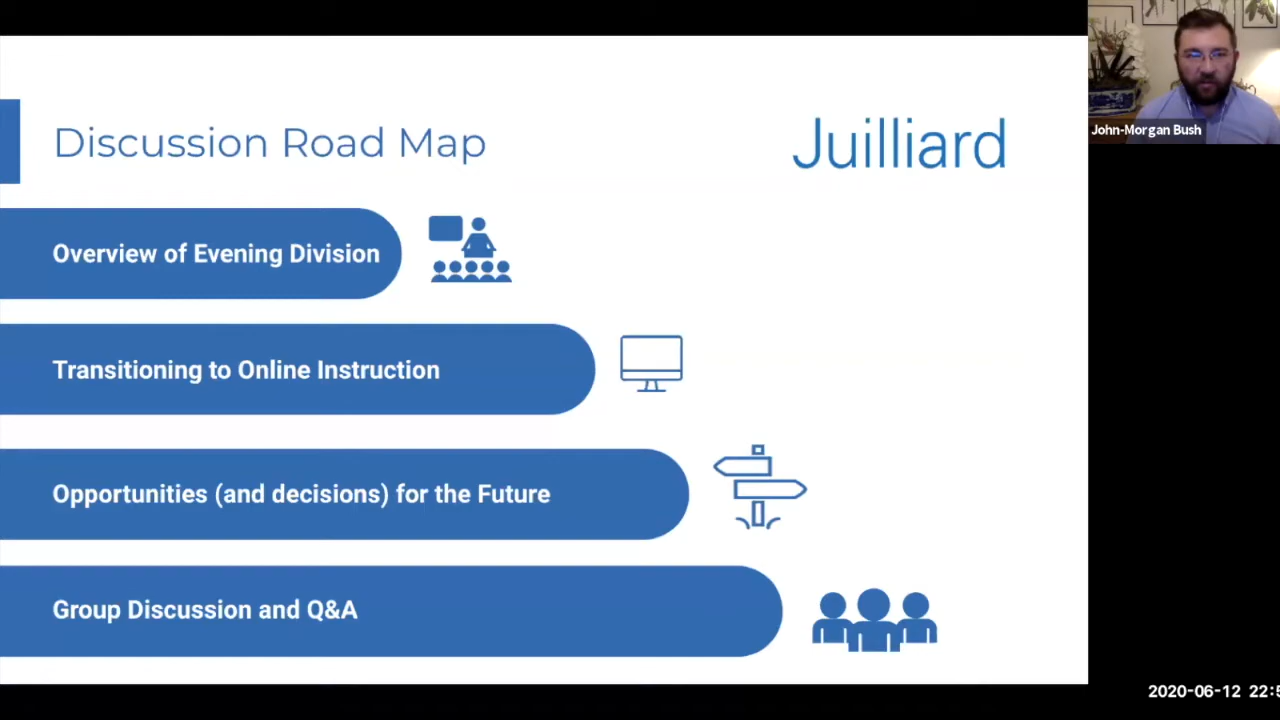 Discussion Road Map
Juilliard
John-Morgan Bush
Overview of Evening Division
Transitioning to Online Instruction
Opportunities (and decisions) for the Future
Group Discussion and Q&A
2020-06-12 22:5